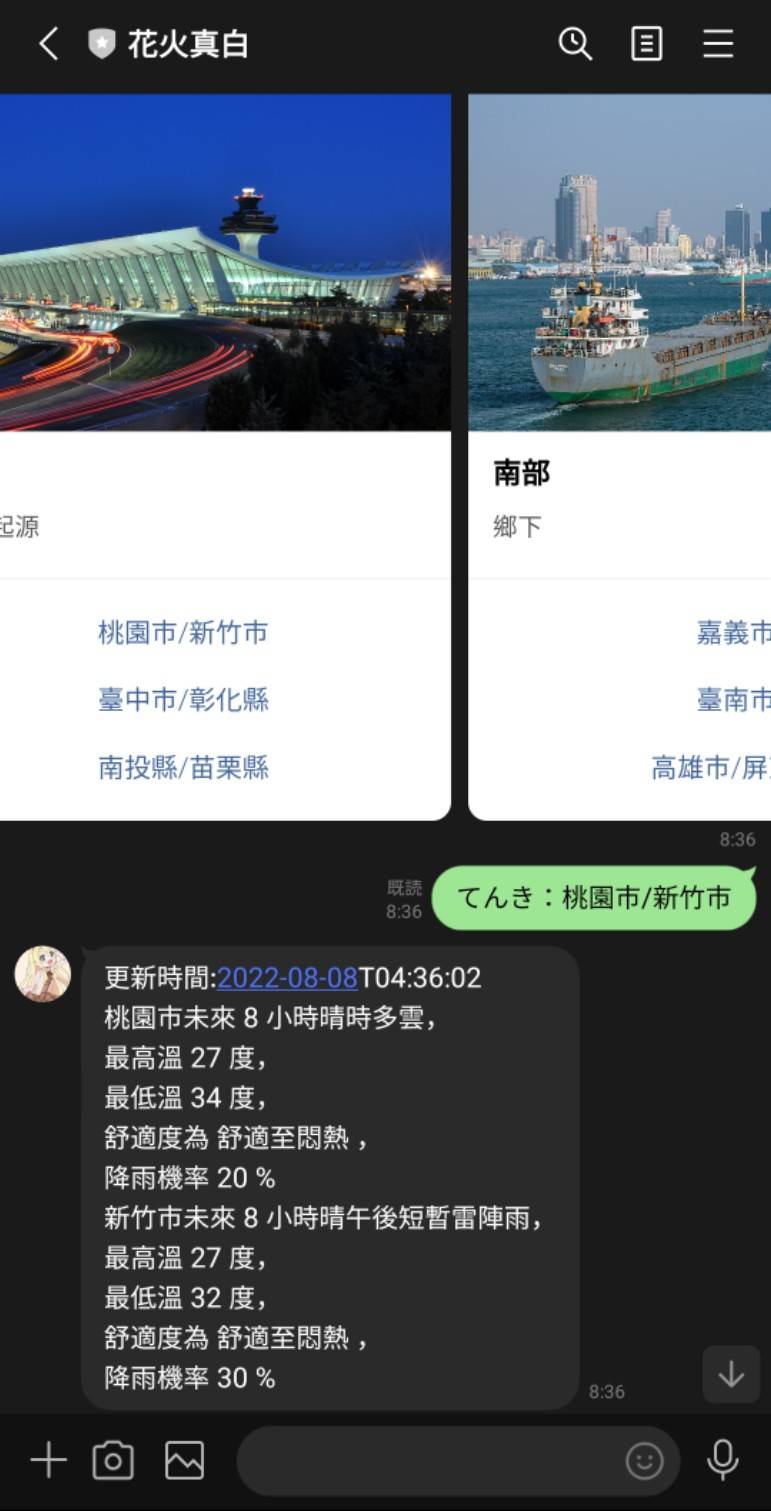 花火真白
起源
桃園市/新竹市
臺中市/彰化縣
南投縣/苗栗縣
南部
鄉下
嘉義市
臺南市
高雄市/屏
8:36
既読
8:36
てんき：桃園市/新竹市
更新時間:2022-08-08T04:36:02
桃園市未來 8 小時晴時多雲，
最高溫 27 度，
最低溫 34 度，
舒適度為 舒適至悶熱 ，
降雨機率 20 %
新竹市未來 8 小時晴午後短暫雷陣雨，
最高溫 27 度，
最低溫 32 度，
舒適度為 舒適至悶熱 ，
降雨機率 30 %
8:36